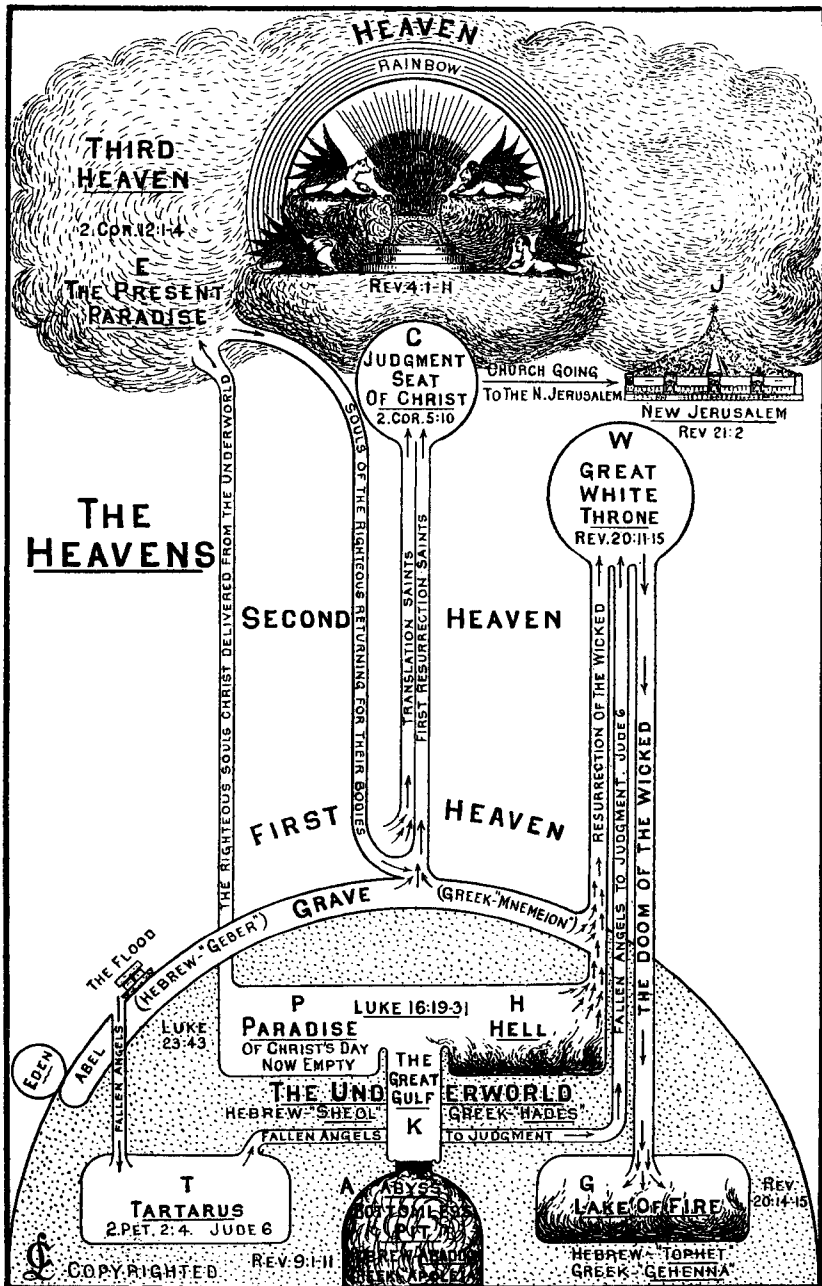 HEAVEN
RAINBOW
THIRD
HEAVEN
2. COR. 12:1-4
E
THE PRESENT
PARADISE
REV. 4:1-11
J
C
JUDGMENT
SEAT
OF CHRIST
2. COR. 5:10
CHURCH GOING
TO THE N. JERUSALEM
NEW JERUSALEM
REV 21:2
W
GREAT
WHITE
THRONE
REV. 20:11-15
THE
HEAVENS
SECOND HEAVEN
THE RIGHTEOUS SOULS CHRIST DELIVERED FROM THE UNDERWORLD
SOULS OF THE RIGHTEOUS RETURNING FOR THEIR BODIES
TRANSLATION SAINTS
FIRST RESURRECTION SAINTS
RESURRECTION OF THE WICKED
FALLEN ANGELS TO JUDGMENT. JUDE 6
THE DOOM OF THE WICKED
FIRST HEAVEN
GRAVE
(HEBREW-"GEBER")
(GREEK-"MNEMEION")
THE FLOOD
EDEN
ABEL
FALLEN ANGELS
LUKE
23:43
P
PARADISE
OF CHRIST'S DAY
NOW EMPTY
LUKE 16:19-31
H
HELL
THE
GREAT
GULF
K
THE UNDERWORLD
HEBREW-"SHEOL" GREEK-"HADES"
FALLEN ANGELS TO JUDGMENT
T
TARTARUS
2. PET. 2:4. JUDE 6
A
ABYSS
BOTTOMLESS
PIT
HEBREW-ABADDON
GREEK-APOLEIA
REV. 9:1-11
G
LAKE OF FIRE
REV.
20:14-15
HEBREW-"TOPHET"
GREEK-"GEHENNA"
COPYRIGHTED